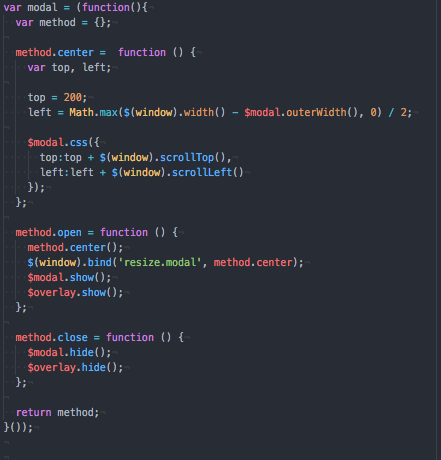 var modal = (function(){
  var method = {};

  method.center =  function () {
    var top, left;

    top = 200;
    left = Math.max($(window).width() - $modal.outerWidth(), 0) / 2;

    $modal.css({
      top:top + $(window).scrollTop(),
      left:left + $(window).scrollLeft()
    });
  };

  method.open = function () {
    method.center();
    $(window).bind('resize.modal', method.center);
    $modal.show();
    $overlay.show();
  };

  method.close = function () {
    $modal.hide();
    $overlay.hide();
  };

  return method;
}());